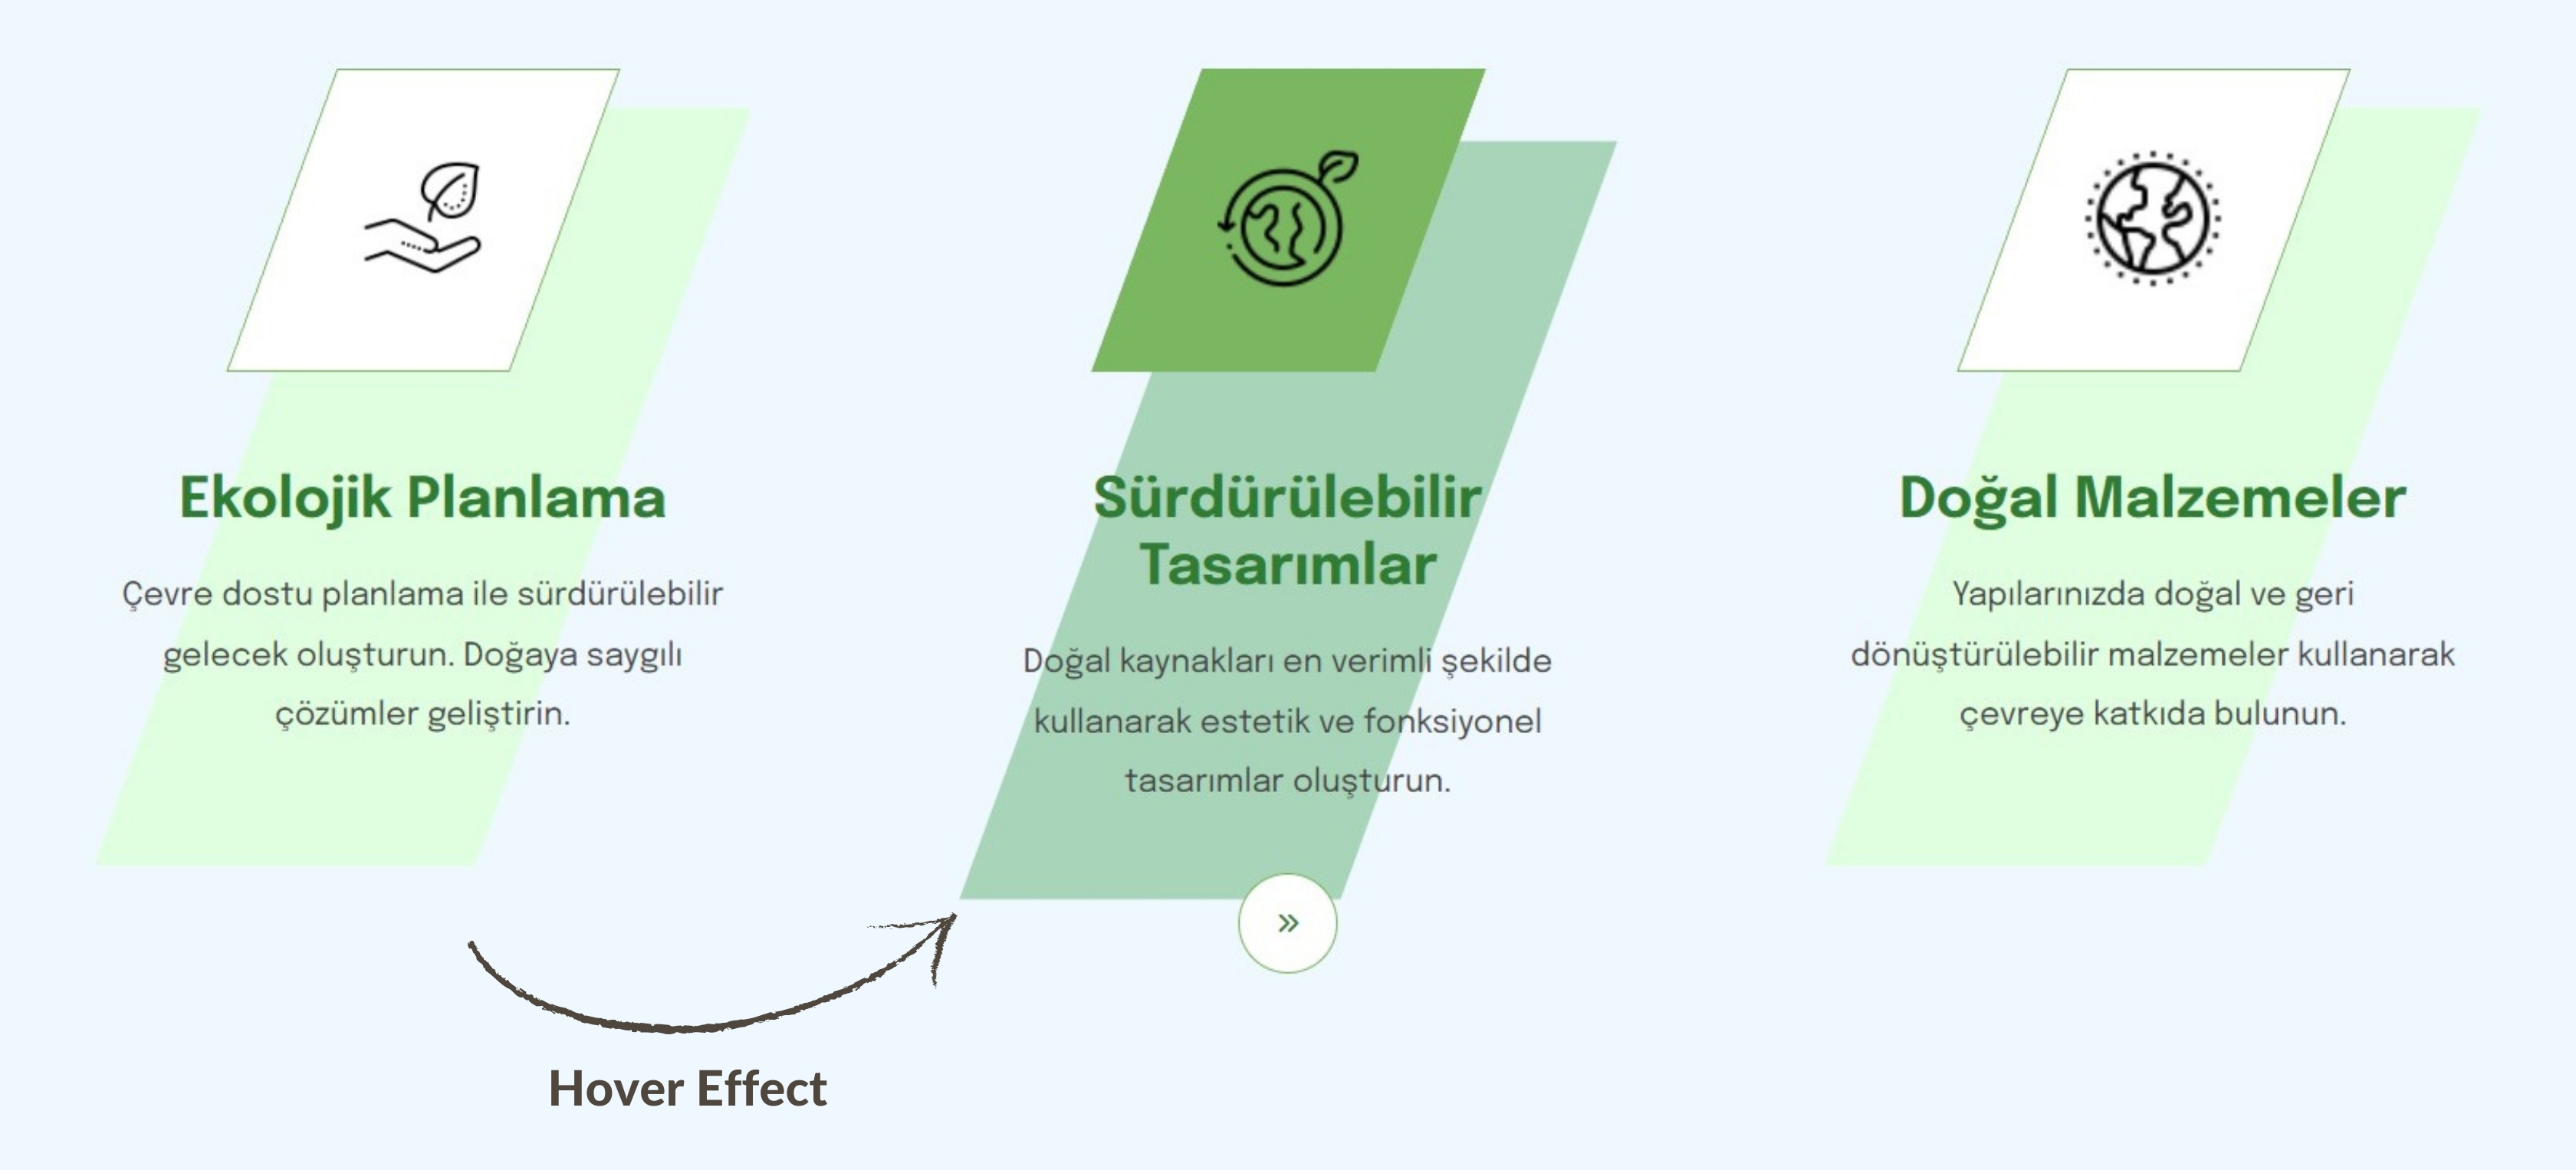 Ekolojik Planlama
Çevre dostu planlama ile sürdürülebilir
gelecek oluşturun. Doğaya saygılı
çözümler geliştirin.
Sürdürülebilir
Tasarımlar
Doğal kaynakları en verimli şekilde
kullanarak estetik ve fonksiyonel
tasarımlar oluşturun.
»
Doğal Malzemeler
Yapılarınızda doğal ve geri
dönüştürülebilir malzemeler kullanarak
çevreye katkıda bulunun.
Hover Effect